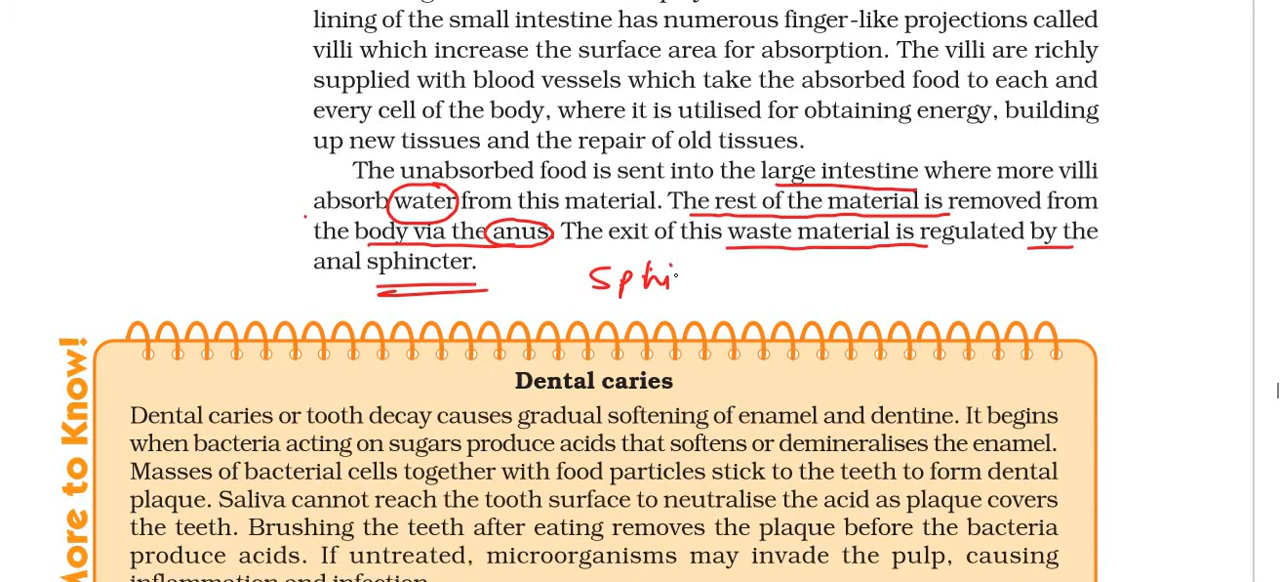 lining of the small intestine has numerous finger-like projections called
villi which increase the surface area for absorption. The villi are richly
supplied with blood vessels which take the absorbed food to each and
every cell of the body, where it is utilised for obtaining energy, building
up new tissues and the repair of old tissues.
The unabsorbed food is sent into the large intestine where more villi
absorb water from this material. The rest of the material is removed from
the body via the anus. The exit of this waste material is regulated by the
anal sphincter.
Sphi
More to Know!
Dental caries
Dental caries or tooth decay causes gradual softening of enamel and dentine. It begins
when bacteria acting on sugars produce acids that softens or demineralises the enamel.
Masses of bacterial cells together with food particles stick to the teeth to form dental
plaque. Saliva cannot reach the tooth surface to neutralise the acid as plaque covers
the teeth. Brushing the teeth after eating removes the plaque before the bacteria
produce acids. If untreated, microorganisms may invade the pulp, causing
inflammation and infection.